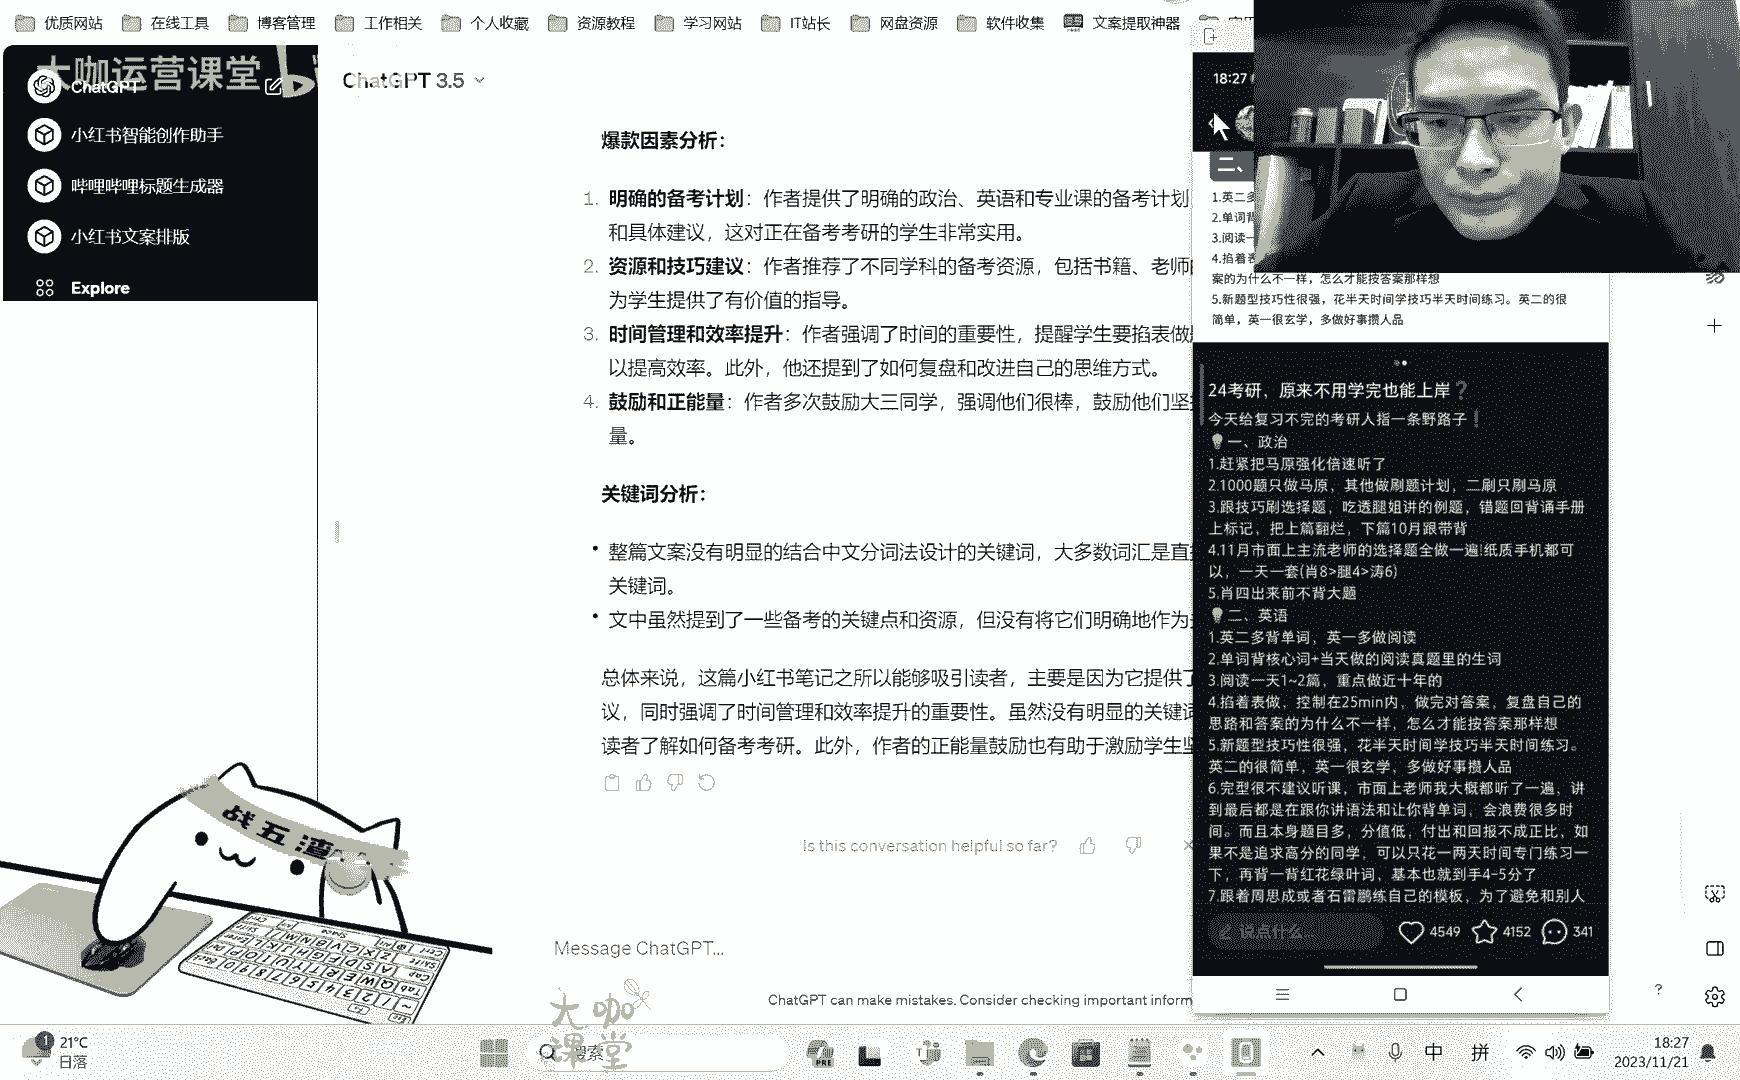 优质网站 在线工具 博客管理 工作相关 个人收藏 资源教程 学习网站 IT站长 网盘资源 软件收集 文案提取神器
大咖运营课堂
ChatGPT
小红书智能创作助手
哔哩哔哩标题生成器
小红书文案排版
Explore
ChatGPT 3.5
爆款因素分析：
1. 明确的备考计划：作者提供了明确的政治、英语和专业课的备考计划
和具体建议，这对正在备考考研的学生非常实用。
2. 资源和技巧建议：作者推荐了不同学科的备考资源，包括书籍、老师
为学生提供了有价值的指导。
3. 时间管理和效率提升：作者强调了时间的重要性，提醒学生要掐表做
以提高效率。此外，他还提到了如何复盘和改进自己的思维方式。
4. 鼓励和正能量：作者多次鼓励大三同学，强调他们很棒，鼓励他们坚
量。
关键词分析：
• 整篇文案没有明显的结合中文分词法设计的关键词，大多数词汇是直
关键词。
• 文中虽然提到了一些备考的关键点和资源，但没有将它们明确地作为
总体来说，这篇小红书笔记之所以能够吸引读者，主要是因为它提供了
议，同时强调了时间管理和效率提升的重要性。虽然没有明显的关键词
读者了解如何备考考研。此外，作者的正能量鼓励也有助于激励学生坚
Is this conversation helpful so far?
Message ChatGPT...
ChatGPT can make mistakes. Consider checking important inform
大咖
课堂
战五渣
18:27
二、
1.英二多
2.单词背
3.阅读一
4.掐着表
案的为什么不一样，怎么才能按答案那样想
5.新题型技巧性很强，花半天时间学技巧半天时间练习。英二的很
简单，英一很玄学，多做好事攒人品
24考研，原来不用学完也能上岸❓
今天给复习不完的考研人指一条野路子❗
💡一、政治
1.赶紧把马原强化倍速听了
2.1000题只做马原，其他做刷题计划，二刷只刷马原
3.跟技巧刷选择题，吃透腿姐讲的例题，错题回背诵手册
上标记，把上篇翻烂，下篇10月跟带背
4.11月市面上主流老师的选择题全做一遍!纸质手机都可
以，一天一套(肖8>腿4>涛6)
5.肖四出来前不背大题
💡二、英语
1.英二多背单词，英一多做阅读
2.单词背核心词+当天做的阅读真题里的生词
3.阅读一天1~2篇，重点做近十年的
4.掐着表做，控制在25min内，做完对答案，复盘自己的
思路和答案的为什么不一样，怎么才能按答案那样想
5.新题型技巧性很强，花半天时间学技巧半天时间练习。
英二的很简单，英一很玄学，多做好事攒人品
6.完型很不建议听课，市面上老师我大概都听了一遍，讲
到最后都是在跟你讲语法和让你背单词，会浪费很多时
间。而且本身题目多，分值低，付出和回报不成正比，如
果不是追求高分的同学，可以只花一两天时间专门练习一
下，再背一背红花绿叶词，基本也就到手4-5分了
7.跟着周思成或者石雷鹏练自己的模板，为了避免和别人
说点什么... 4549 4152 341
1 21°C
日落
搜索
中 拼
18:27
2023/11/21